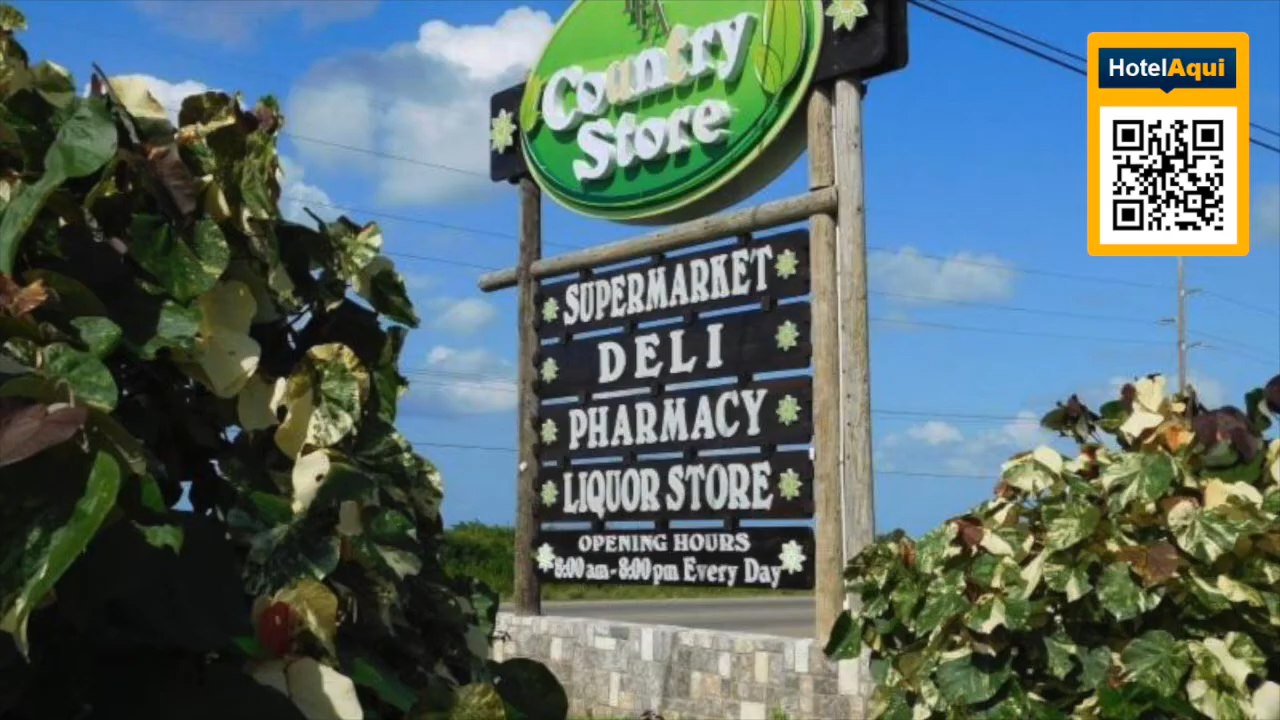 Country
Store
SUPERMARKET
DELI
PHARMACY
LIQUOR STORE
OPENING HOURS
8:00 am - 8:00 pm Every Day
HotelAqui